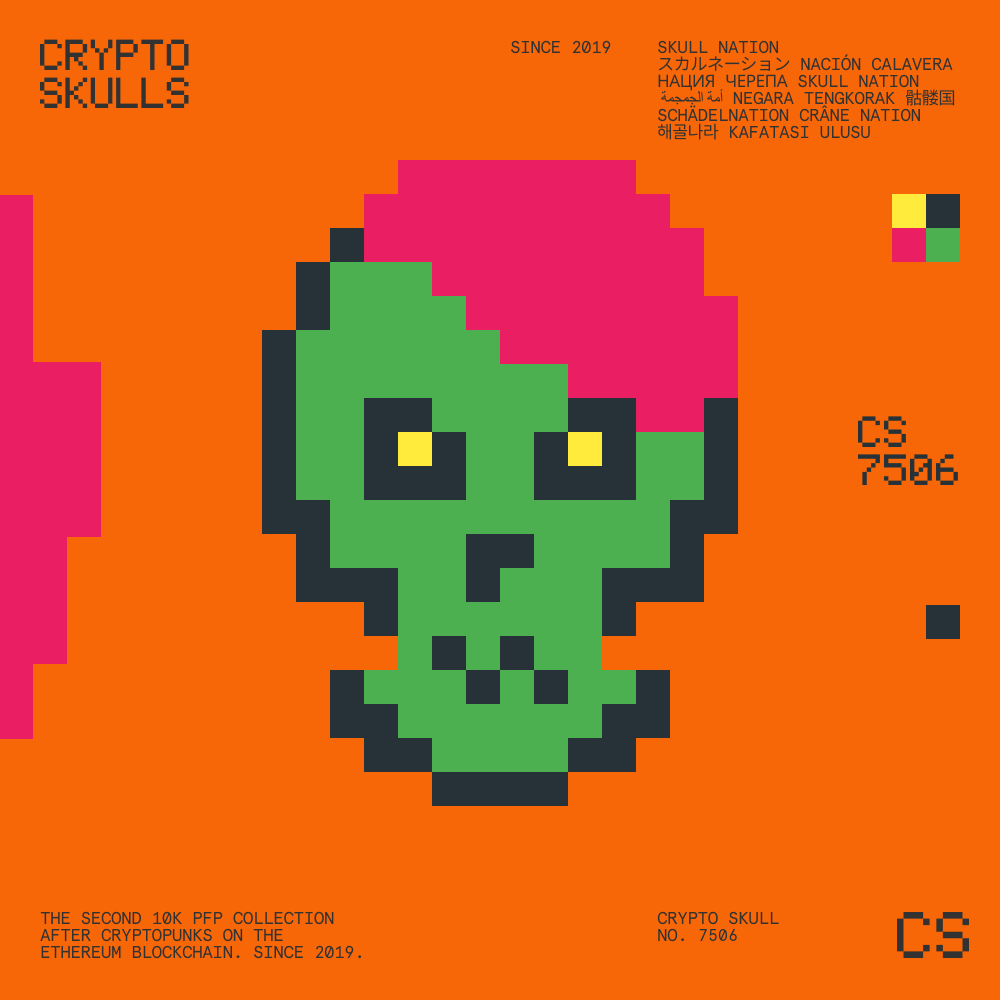 CRYPTO
SKULLS
SINCE 2019
SKULL NATION
スカルネーション NACIÓN CALAVERA
НАЦИЯ ЧЕРЕПА SKULL NATION
أمة الجمجمة NEGARA TENGKORAK 骷髅国
SCHÄDELNATION CRÂNE NATION
해골나라 KAFATASI ULUSU
CS
7506
THE SECOND 10K PFP COLLECTION
AFTER CRYPTOPUNKS ON THE
ETHEREUM BLOCKCHAIN. SINCE 2019.
CRYPTO SKULL
NO. 7506
CS